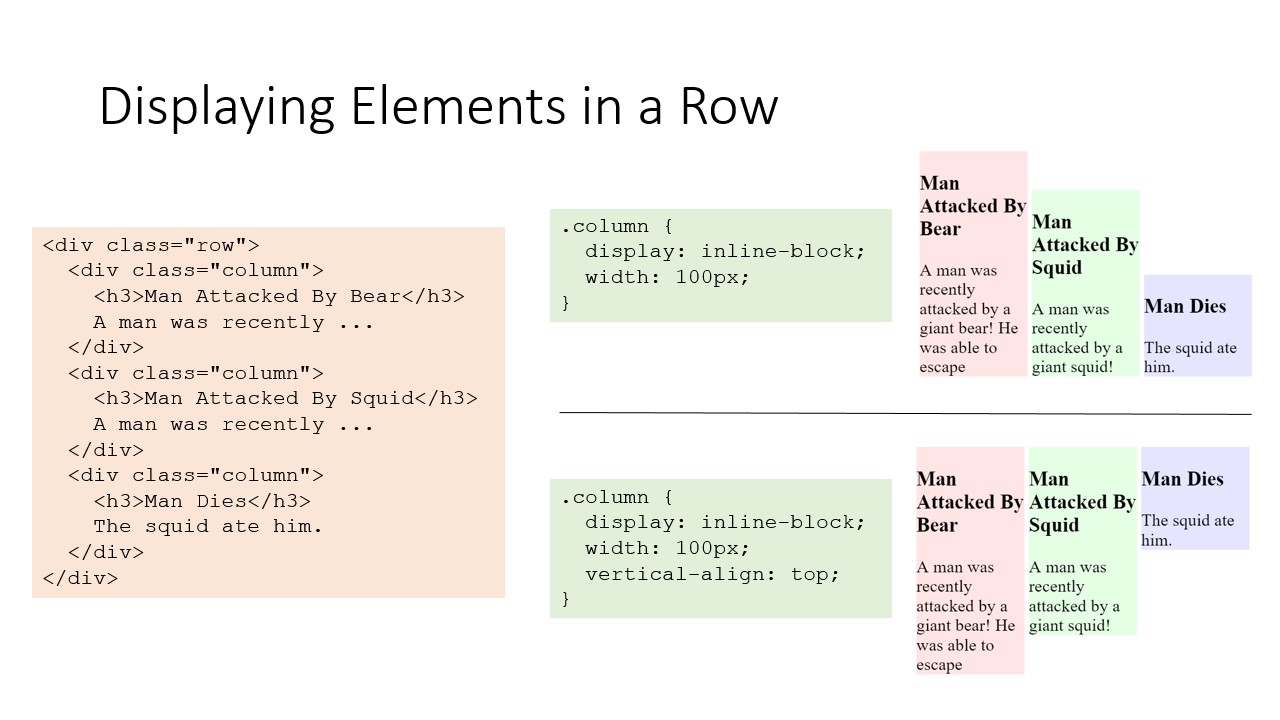 Displaying Elements in a Row
<div class="row">
  <div class="column">
    <h3>Man Attacked By Bear</h3>
    A man was recently ...
  </div>
  <div class="column">
    <h3>Man Attacked By Squid</h3>
    A man was recently ...
  </div>
  <div class="column">
    <h3>Man Dies</h3>
    The squid ate him.
  </div>
</div>
.column {
  display: inline-block;
  width: 100px;
}
Man
Attacked By
Bear
A man was
recently
attacked by a
giant bear! He
was able to
escape
Man
Attacked By
Squid
A man was
recently
attacked by a
giant squid!
Man Dies
The squid ate
him.
.column {
  display: inline-block;
  width: 100px;
  vertical-align: top;
}
Man
Attacked By
Bear
A man was
recently
attacked by a
giant bear! He
was able to
escape
Man
Attacked By
Squid
A man was
recently
attacked by a
giant squid!
Man Dies
The squid ate
him.